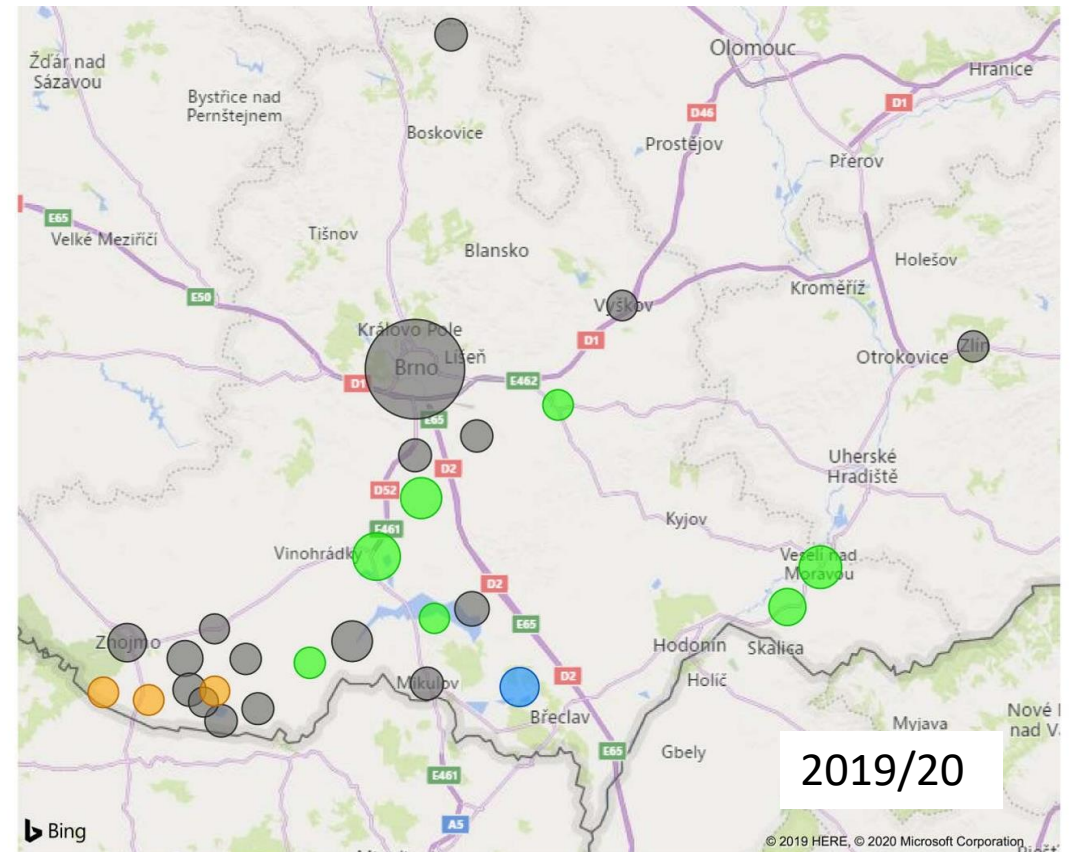 Žďár nad
Sázavou
Bystřice nad
Pernštejnem
Boskovice
Olomouc
Hranice
D1
D46
Prostějov
Přerov
E65
Velké Meziříčí
Tišnov
Blansko
Holešov
Kroměříž
E50
Vyškov
Královo Pole
Líšeň
D1
Zlín
Otrokovice
Brno
D1
E462
E65
Uherské
Hradiště
D2
D52
Kyjov
E461
Vinohrádky
Veselí nad
Moravou
D2
E65
Znojmo
Hodonín
Skalica
D2
Holíč
Mikulov
Břeclav
Myjava
Nové
nad V
E65
Gbely
2019/20
E461
A5
Bing
© 2019 HERE, © 2020 Microsoft Corporation